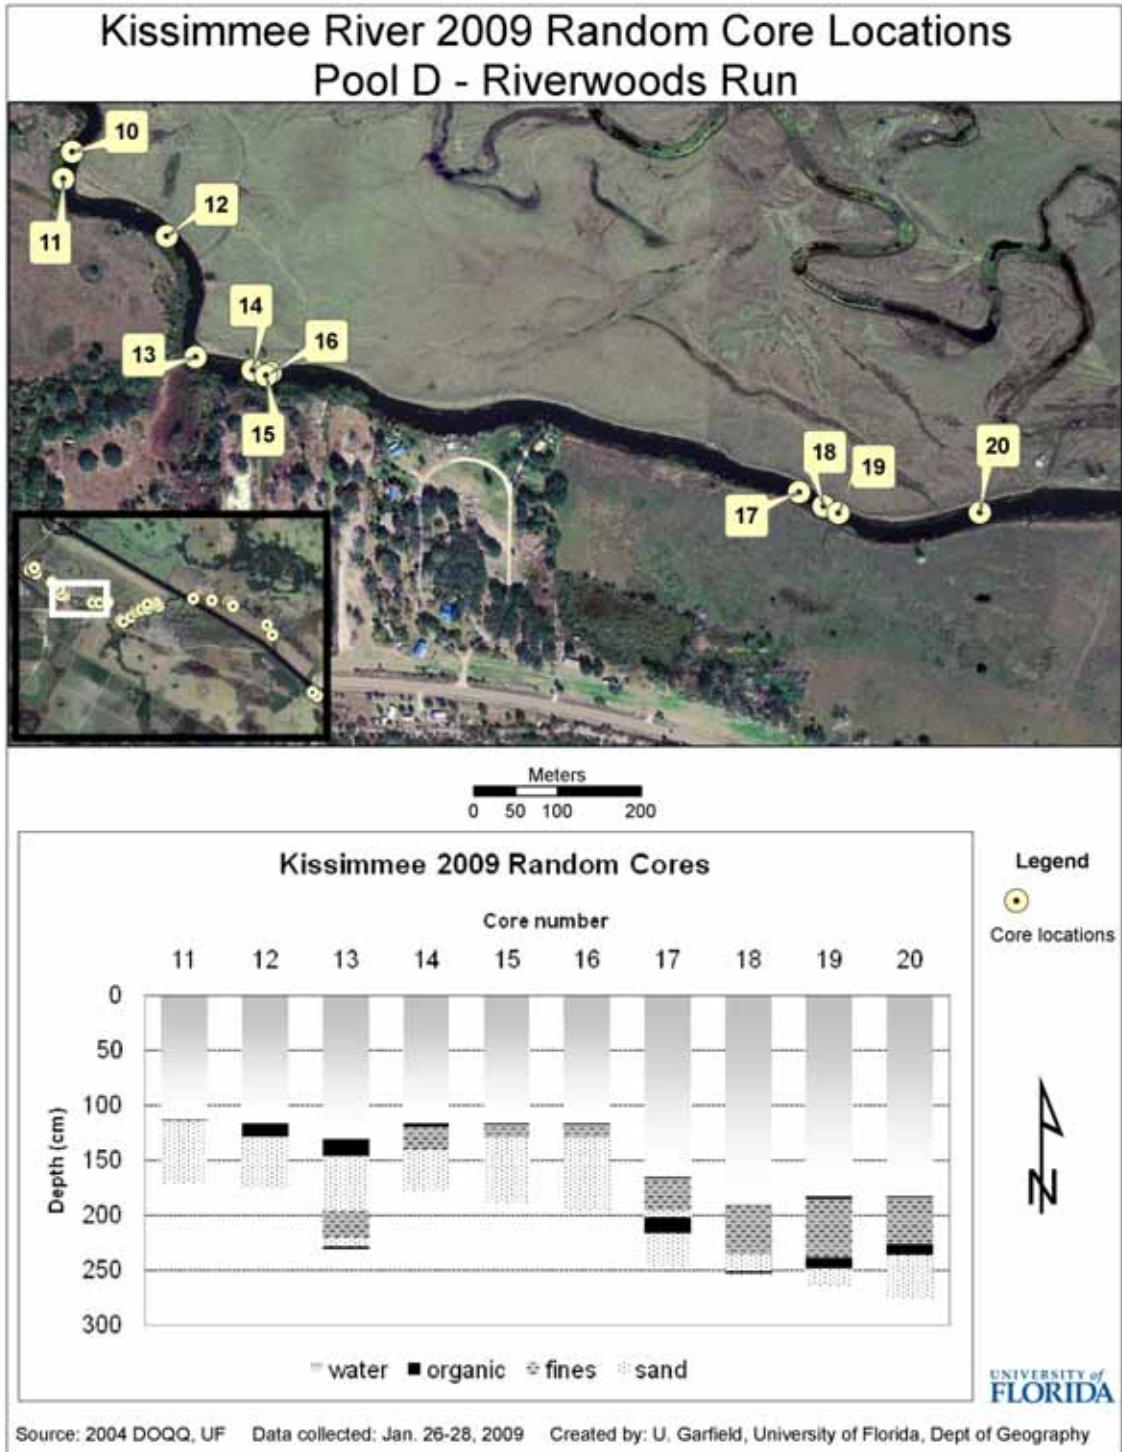 Kissimmee River 2009 Random Core Locations
Pool D - Riverwoods Run
10
11
12
13
14
15
16
17
18
19
20
Meters
0 50 100 200
Kissimmee 2009 Random Cores
Core number
11 12 13 14 15 16 17 18 19 20
Depth (cm)
0
50
100
150
200
250
300
water organic fines sand
Legend
Core locations
N
UNIVERSITY of
FLORIDA
Source: 2004 DOQQ, UF Data collected: Jan. 26-28, 2009 Created by: U. Garfield, University of Florida, Dept of Geography